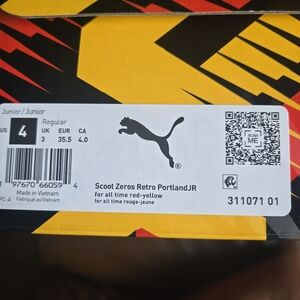 Junior/Junior
Regular
US 4 UK EUR CA
3 35.5 4.0
SCAN ME
Scoot Zeros Retro PortlandJR
for all time red-yellow
for all time rouge-jaune
311071 01
97670 66059 4
Made in Vietnam
PC-A Fabriqué au Vietnam